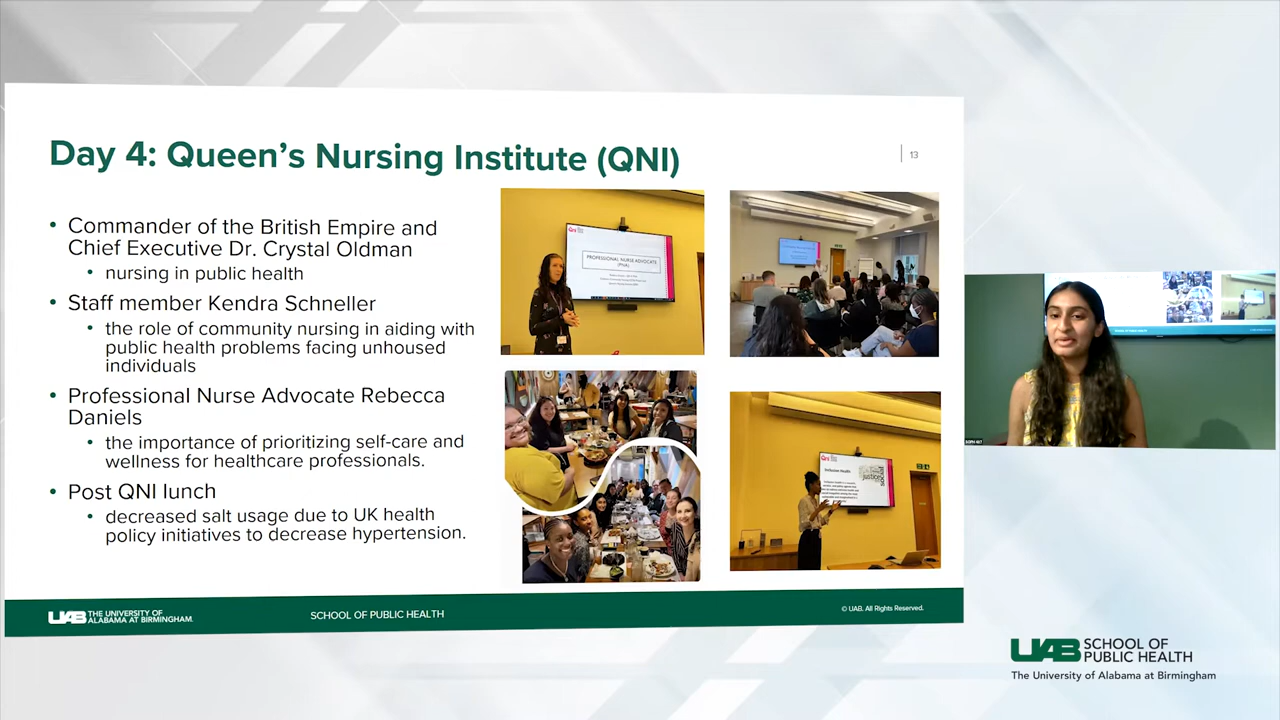 Day 4: Queen's Nursing Institute (QNI)
13
• Commander of the British Empire and
Chief Executive Dr. Crystal Oldman
• nursing in public health
• Staff member Kendra Schneller
• the role of community nursing in aiding with
public health problems facing unhoused
individuals
• Professional Nurse Advocate Rebecca
Daniels
• the importance of prioritizing self-care and
wellness for healthcare professionals.
• Post QNI lunch
• decreased salt usage due to UK health
policy initiatives to decrease hypertension.
PROFESSIONAL NURSE ADVOCATE
(PNA)
Inclusion Health
justice
social
UAB THE UNIVERSITY OF
ALABAMA AT BIRMINGHAM.
SCHOOL OF PUBLIC HEALTH
© UAB. All Rights Reserved.
UAB SCHOOL OF
PUBLIC HEALTH
The University of Alabama at Birmingham